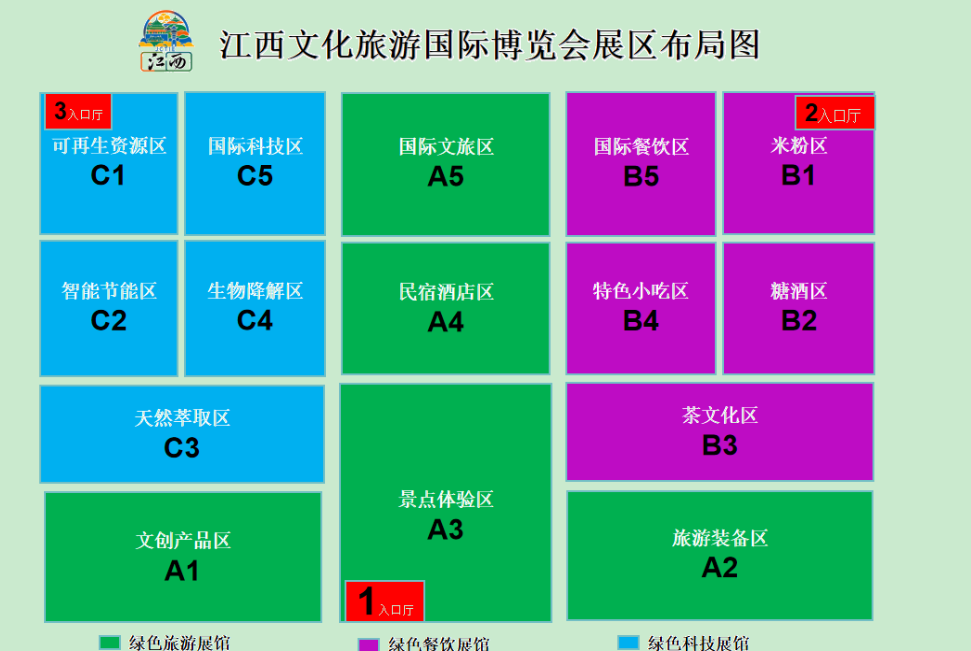 江西
江西文化旅游国际博览会展区布局图
3入口厅
可再生资源区
C1
国际科技区
C5
国际文旅区
A5
国际餐饮区
B5
2入口厅
米粉区
B1
智能节能区
C2
生物降解区
C4
民宿酒店区
A4
特色小吃区
B4
糖酒区
B2
天然萃取区
C3
景点体验区
A3
茶文化区
B3
文创产品区
A1
1入口厅
旅游装备区
A2
绿色旅游展馆
绿色餐饮展馆
绿色科技展馆